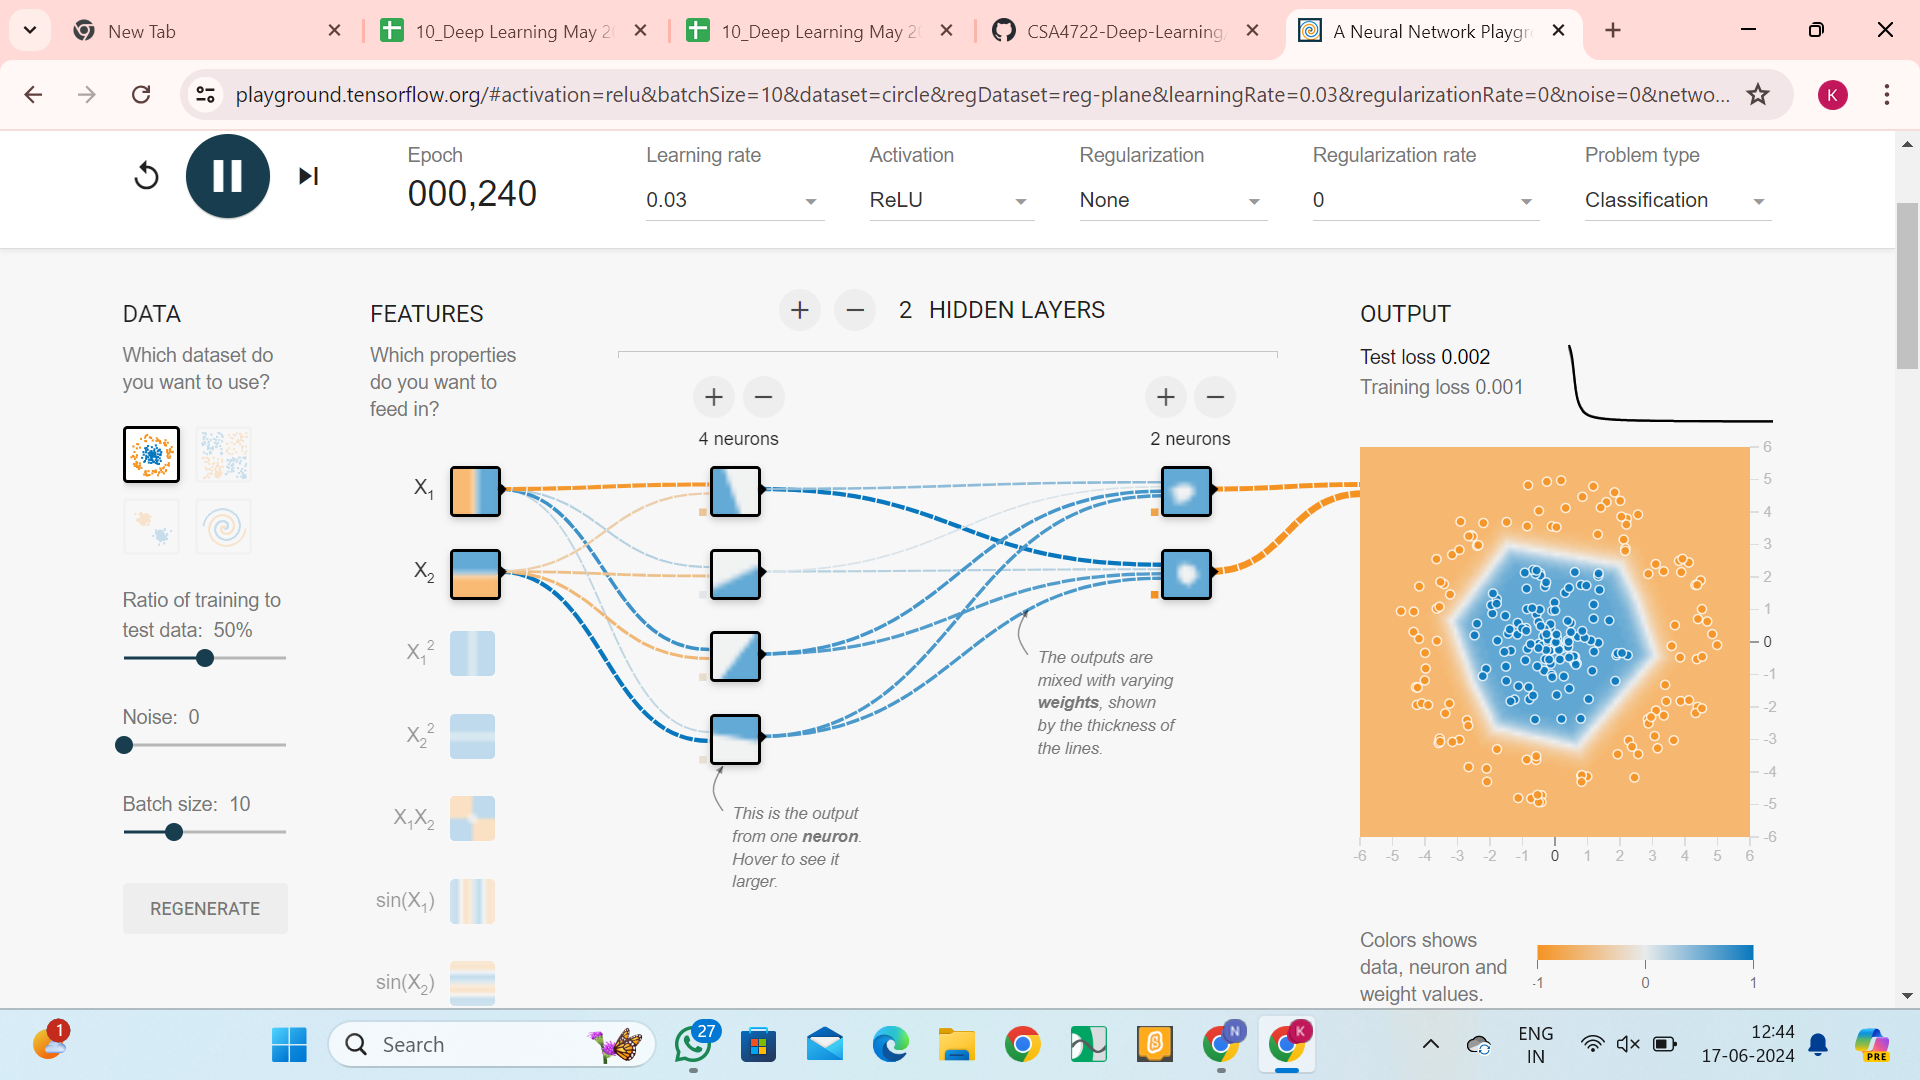 New Tab
10_Deep Learning May 2
10_Deep Learning May 2
CSA4722-Deep-Learning
A Neural Network Playgr
playground.tensorflow.org/#activation=relu&batchSize=10&dataset=circle&regDataset=reg-plane&learningRate=0.03&regularizationRate=0&noise=0&netwo...
K
Epoch
000,240
Learning rate
0.03
Activation
ReLU
Regularization
None
Regularization rate
0
Problem type
Classification
DATA
Which dataset do
you want to use?
Ratio of training to
test data: 50%
Noise: 0
Batch size: 10
REGENERATE
FEATURES
Which properties
do you want to
feed in?
X1
X2
X1²
X2²
X1X2
sin(X1)
sin(X2)
+ − 2 HIDDEN LAYERS
+ −
4 neurons
+ −
2 neurons
The outputs are
mixed with varying
weights, shown
by the thickness of
the lines.
This is the output
from one neuron.
Hover to see it
larger.
OUTPUT
Test loss 0.002
Training loss 0.001
6
5
4
3
2
1
0
-1
-2
-3
-4
-5
-6
-6 -5 -4 -3 -2 -1 0 1 2 3 4 5 6
Colors shows
data, neuron and
weight values.
-1 0 1
1
Search
27
N
K
ENG
IN
12:44
17-06-2024
PRE